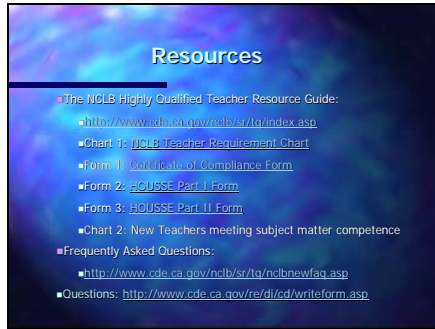 Resources
The NCLB Highly Qualified Teacher Resource Guide:
http://www.cde.ca.gov/nclb/sr/tq/index.asp
Chart 1: NCLB Teacher Requirement Chart
Form 1: Certificate of Compliance Form
Form 2: HOUSSE Part I Form
Form 3: HOUSSE Part II Form
Chart 2: New Teachers meeting subject matter competence
Frequently Asked Questions:
http://www.cde.ca.gov/nclb/sr/tq/nclbnewfaq.asp
Questions: http://www.cde.ca.gov/re/di/cd/writeform.asp